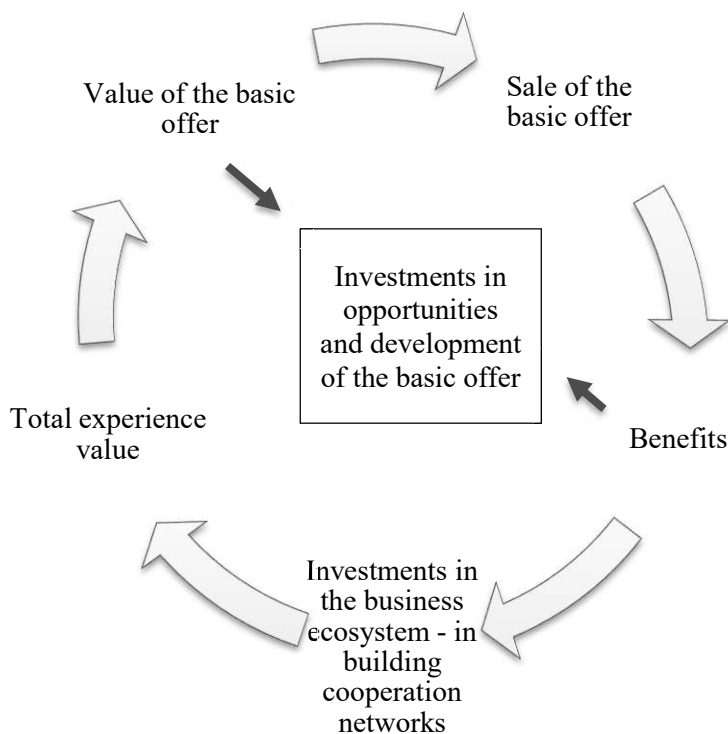 Value of the basic
offer
Sale of the
basic offer
Investments in
opportunities
and development
of the basic offer
Total experience
value
Benefits
Investments in
the business
ecosystem - in
building
cooperation
networks